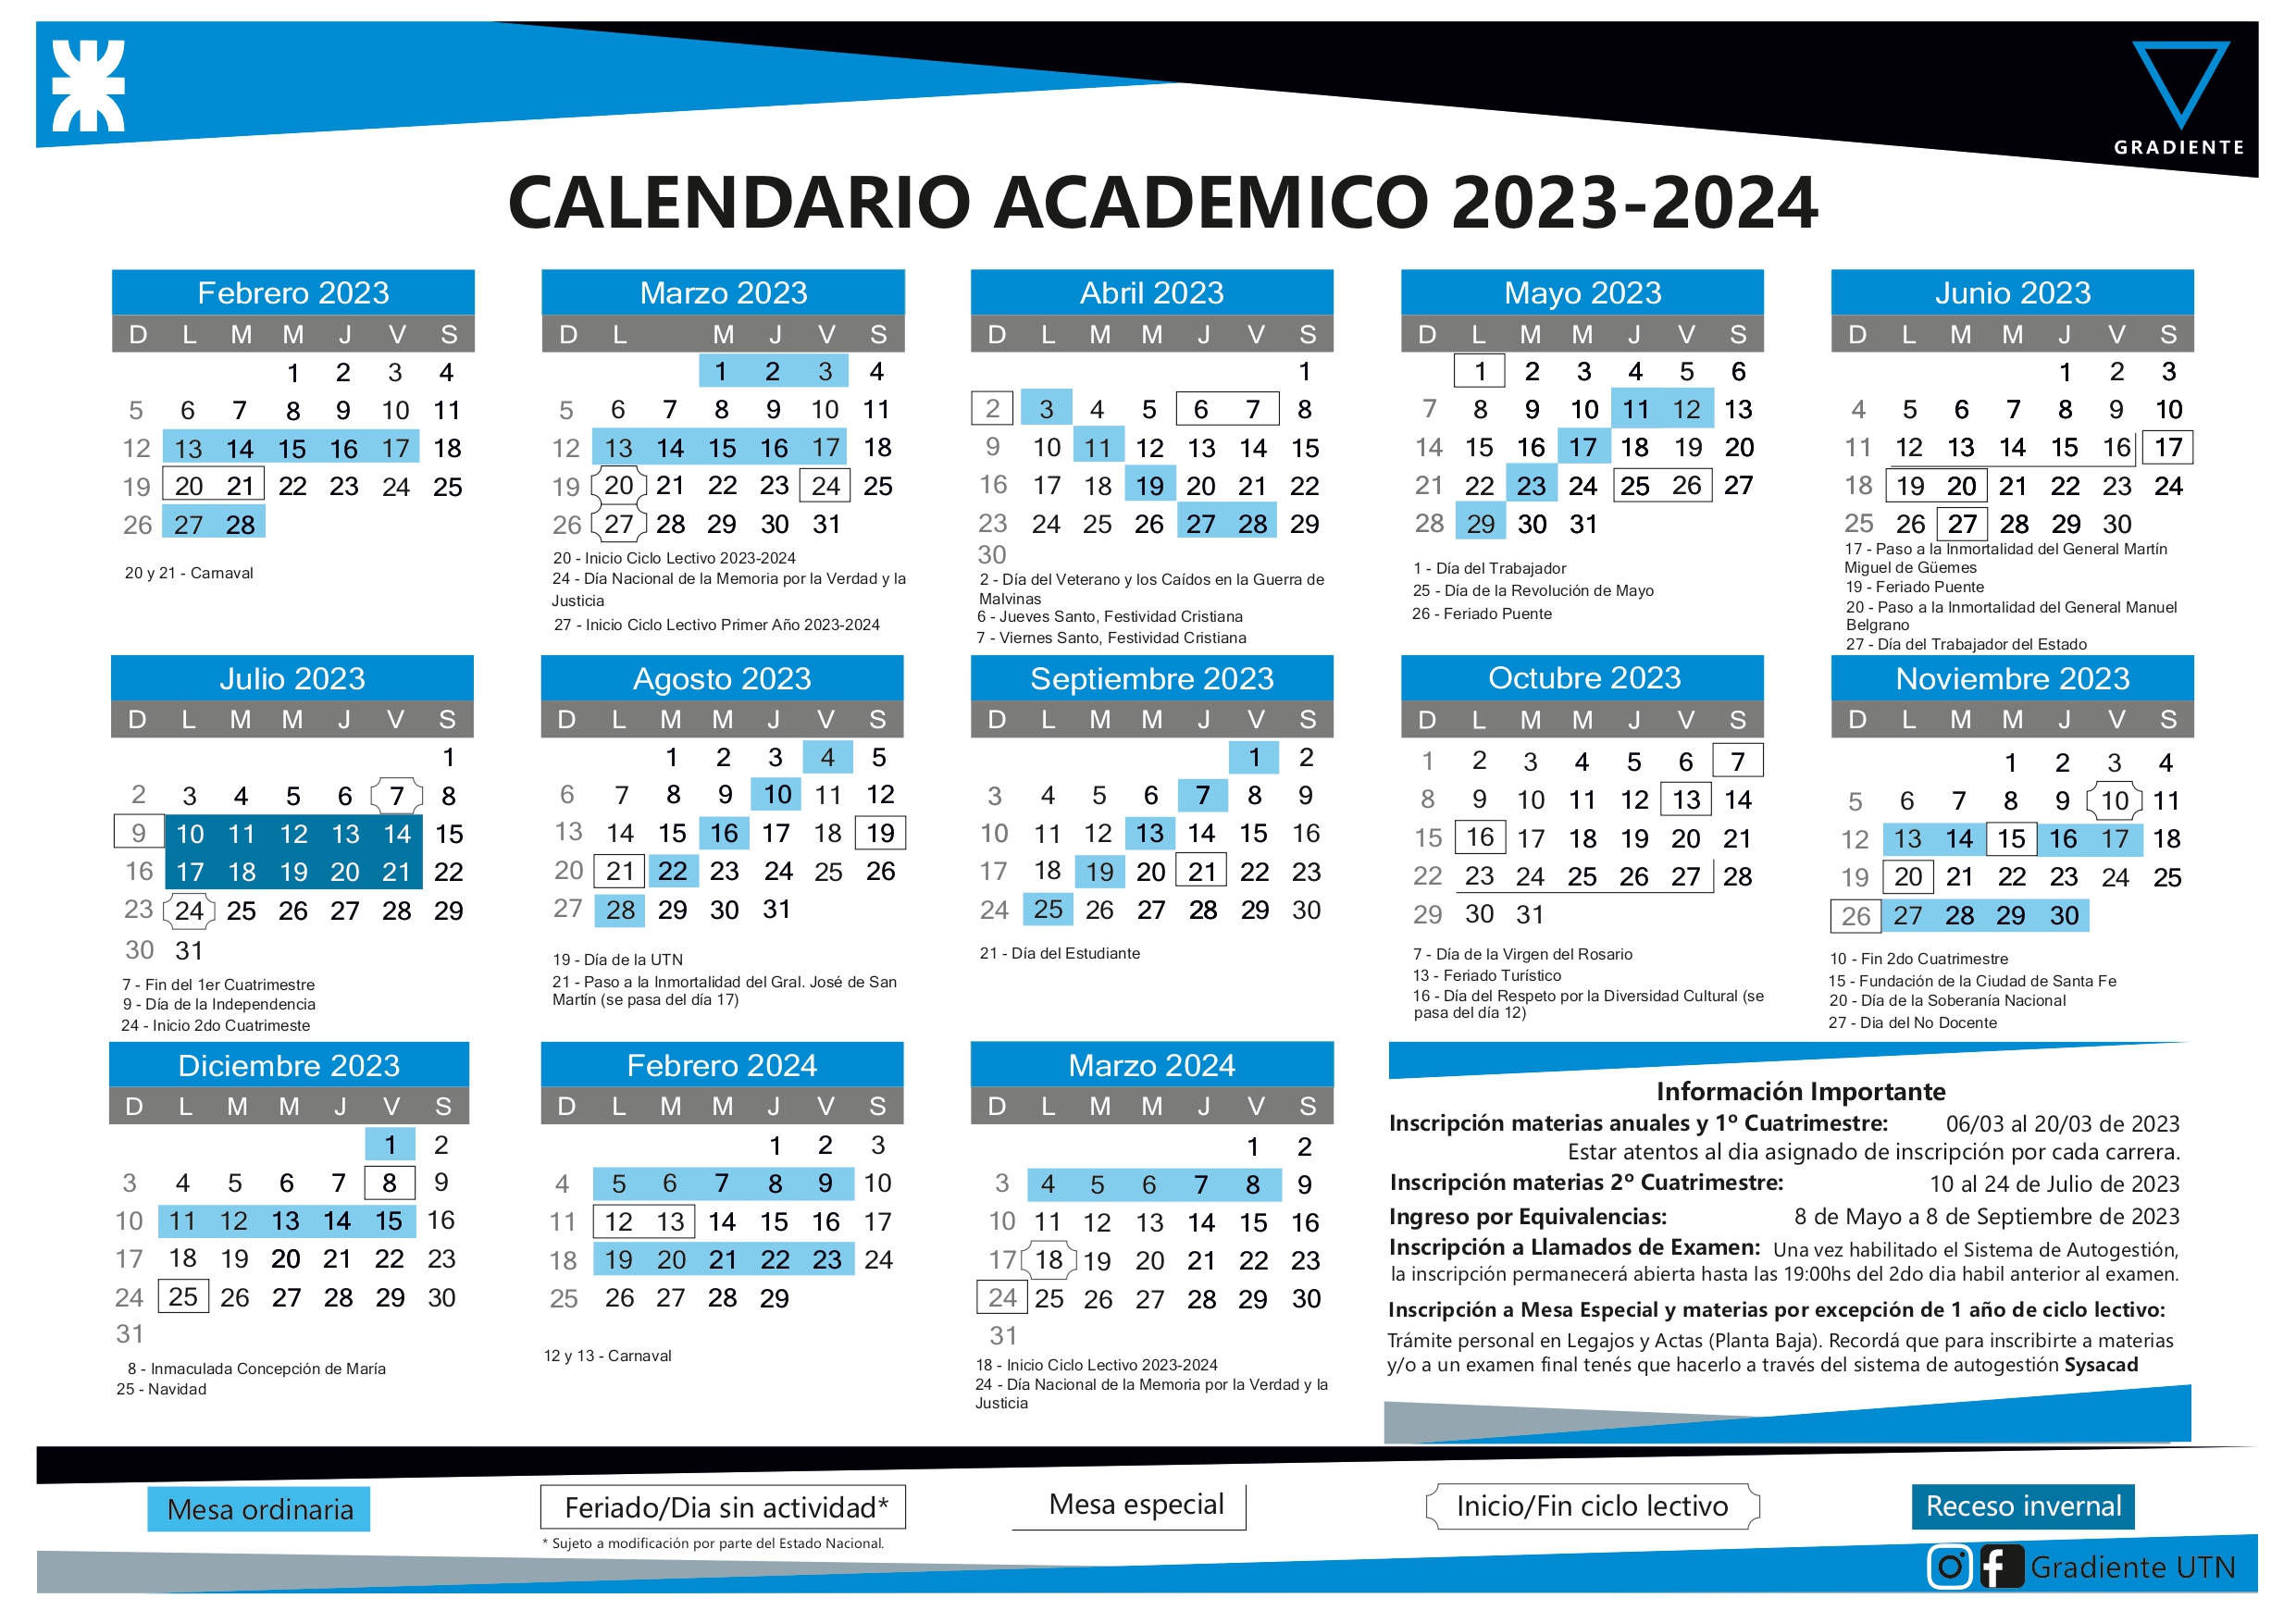 GRADIENTE
CALENDARIO ACADEMICO 2023-2024
Febrero 2023
D L M M J V S
1 2 3 4
5 6 7 8 9 10 11
12 13 14 15 16 17 18
19 20 21 22 23 24 25
26 27 28
20 y 21 - Carnaval
Marzo 2023
D L M J V S
1 2 3 4
5 6 7 8 9 10 11
12 13 14 15 16 17 18
19 20 21 22 23 24 25
26 27 28 29 30 31
20 - Inicio Ciclo Lectivo 2023-2024
24 - Día Nacional de la Memoria por la Verdad y la
Justicia
27 - Inicio Ciclo Lectivo Primer Año 2023-2024
Abril 2023
D L M M J V S
1
2 3 4 5 6 7 8
9 10 11 12 13 14 15
16 17 18 19 20 21 22
23 24 25 26 27 28 29
30
2 - Día del Veterano y los Caídos en la Guerra de
Malvinas
6 - Jueves Santo, Festividad Cristiana
7 - Viernes Santo, Festividad Cristiana
Mayo 2023
D L M M J V S
1 2 3 4 5 6
7 8 9 10 11 12 13
14 15 16 17 18 19 20
21 22 23 24 25 26 27
28 29 30 31
1 - Día del Trabajador
25 - Día de la Revolución de Mayo
26 - Feriado Puente
Junio 2023
D L M M J V S
1 2 3
4 5 6 7 8 9 10
11 12 13 14 15 16 17
18 19 20 21 22 23 24
25 26 27 28 29 30
17 - Paso a la Inmortalidad del General Martín
Miguel de Güemes
19 - Feriado Puente
20 - Paso a la Inmortalidad del General Manuel
Belgrano
27 - Día del Trabajador del Estado
Julio 2023
D L M M J V S
1
2 3 4 5 6 7 8
9 10 11 12 13 14 15
16 17 18 19 20 21 22
23 24 25 26 27 28 29
30 31
7 - Fin del 1er Cuatrimestre
9 - Día de la Independencia
24 - Inicio 2do Cuatrimeste
Agosto 2023
D L M M J V S
1 2 3 4 5
6 7 8 9 10 11 12
13 14 15 16 17 18 19
20 21 22 23 24 25 26
27 28 29 30 31
19 - Día de la UTN
21 - Paso a la Inmortalidad del Gral. José de San
Martín (se pasa del día 17)
Septiembre 2023
D L M M J V S
1 2
3 4 5 6 7 8 9
10 11 12 13 14 15 16
17 18 19 20 21 22 23
24 25 26 27 28 29 30
21 - Día del Estudiante
Octubre 2023
D L M M J V S
1 2 3 4 5 6 7
8 9 10 11 12 13 14
15 16 17 18 19 20 21
22 23 24 25 26 27 28
29 30 31
7 - Día de la Virgen del Rosario
13 - Feriado Turístico
16 - Día del Respeto por la Diversidad Cultural (se
pasa del día 12)
Noviembre 2023
D L M M J V S
1 2 3 4
5 6 7 8 9 10 11
12 13 14 15 16 17 18
19 20 21 22 23 24 25
26 27 28 29 30
10 - Fin 2do Cuatrimestre
15 - Fundación de la Ciudad de Santa Fe
20 - Día de la Soberanía Nacional
27 - Dia del No Docente
Diciembre 2023
D L M M J V S
1 2
3 4 5 6 7 8 9
10 11 12 13 14 15 16
17 18 19 20 21 22 23
24 25 26 27 28 29 30
31
8 - Inmaculada Concepción de María
25 - Navidad
Febrero 2024
D L M M J V S
1 2 3
4 5 6 7 8 9 10
11 12 13 14 15 16 17
18 19 20 21 22 23 24
25 26 27 28 29
12 y 13 - Carnaval
Marzo 2024
D L M M J V S
1 2
3 4 5 6 7 8 9
10 11 12 13 14 15 16
17 18 19 20 21 22 23
24 25 26 27 28 29 30
31
18 - Inicio Ciclo Lectivo 2023-2024
24 - Día Nacional de la Memoria por la Verdad y la
Justicia
Información Importante
Inscripción materias anuales y 1º Cuatrimestre: 06/03 al 20/03 de 2023
Estar atentos al dia asignado de inscripción por cada carrera.
Inscripción materias 2º Cuatrimestre: 10 al 24 de Julio de 2023
Ingreso por Equivalencias: 8 de Mayo a 8 de Septiembre de 2023
Inscripción a Llamados de Examen: Una vez habilitado el Sistema de Autogestión,
la inscripción permanecerá abierta hasta las 19:00hs del 2do dia habil anterior al examen.
Inscripción a Mesa Especial y materias por excepción de 1 año de ciclo lectivo:
Trámite personal en Legajos y Actas (Planta Baja). Recordá que para inscribirte a materias
y/o a un examen final tenés que hacerlo a través del sistema de autogestión Sysacad
Mesa ordinaria
Feriado/Dia sin actividad*
* Sujeto a modificación por parte del Estado Nacional.
Mesa especial
Inicio/Fin ciclo lectivo
Receso invernal
Gradiente UTN